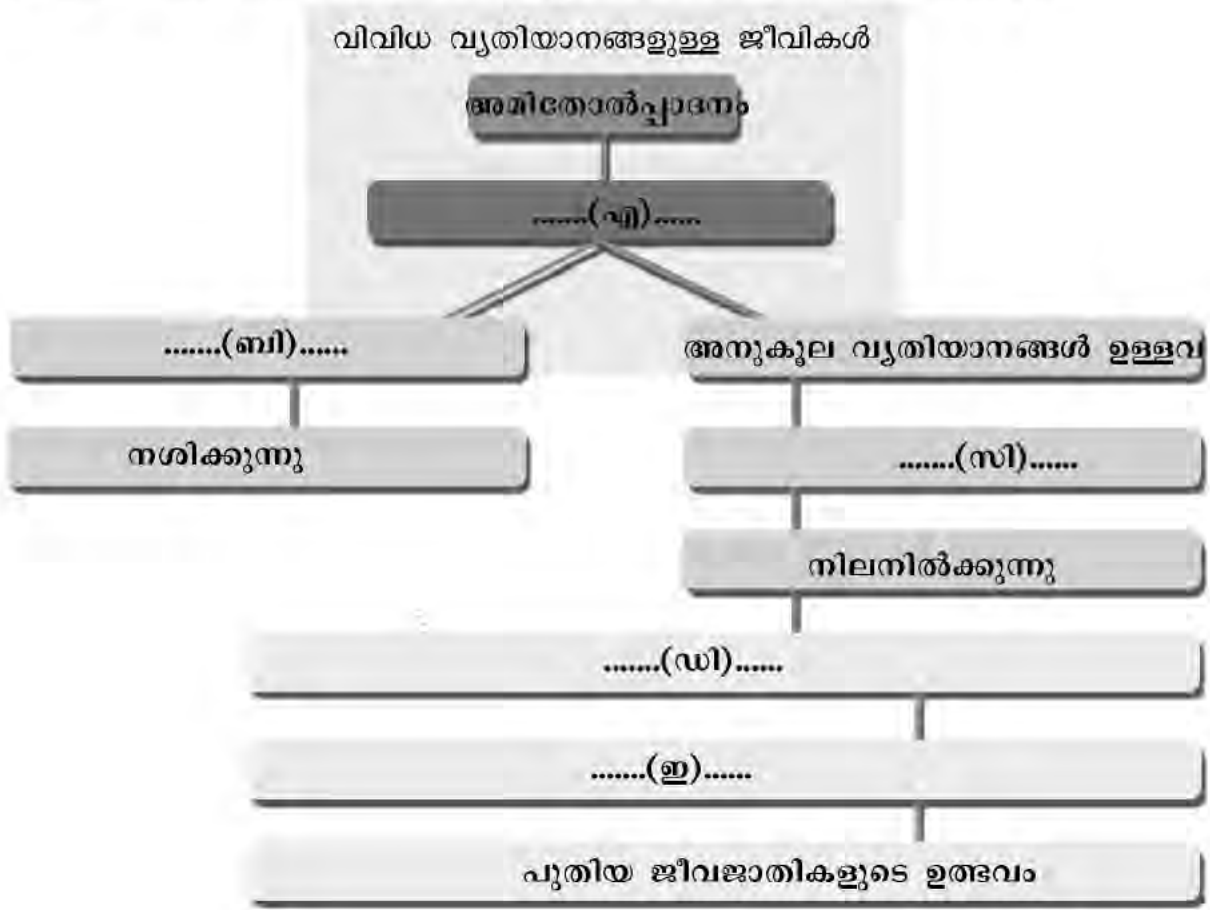 വിവിധ വ്യതിയാനങ്ങളുള്ള ജീവികൾ
അമിതോൽപ്പാദനം
.......(എ)......
.......(ബി)......
അനുകൂല വ്യതിയാനങ്ങൾ ഉള്ളവ
നശിക്കുന്നു
.......(സി)......
നിലനിൽക്കുന്നു
.......(ഡി)......
.......(ഇ)......
പുതിയ ജീവജാതികളുടെ ഉത്ഭവം